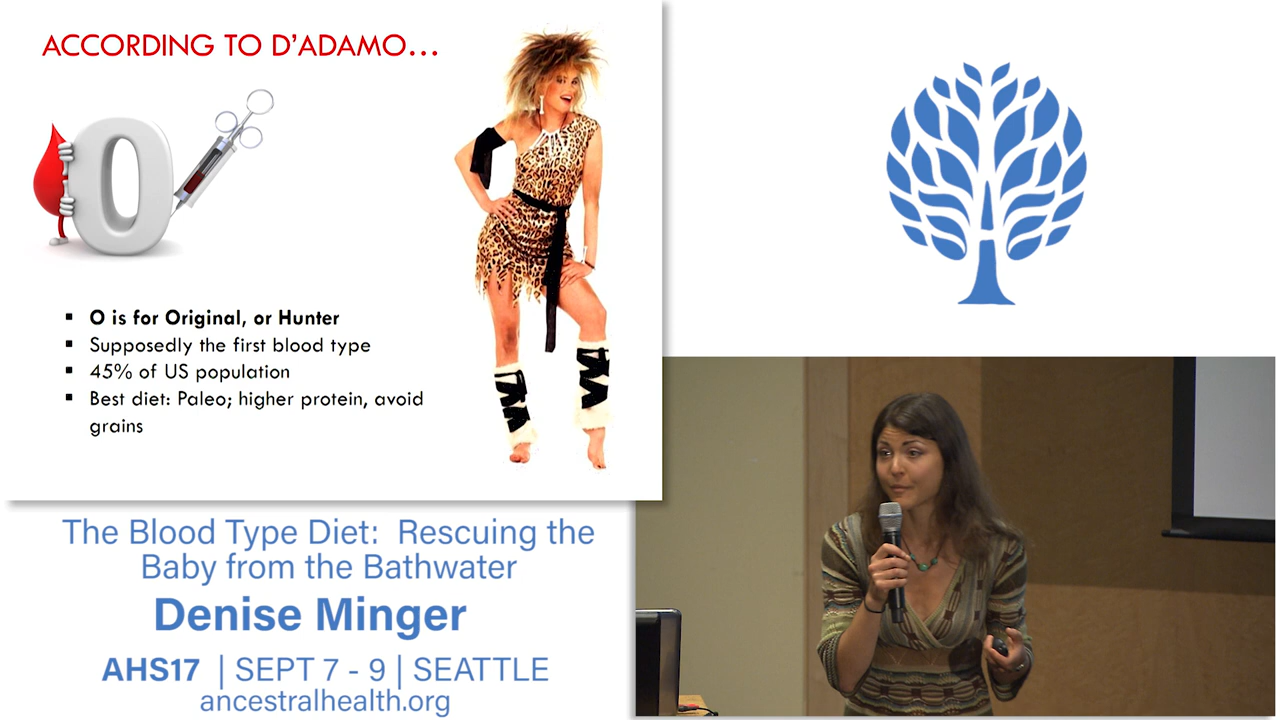 ACCORDING TO D'ADAMO…
O
O is for Original, or Hunter
Supposedly the first blood type
45% of US population
Best diet: Paleo; higher protein, avoid
grains
The Blood Type Diet: Rescuing the
Baby from the Bathwater
Denise Minger
AHS17 | SEPT 7 - 9 | SEATTLE
ancestralhealth.org